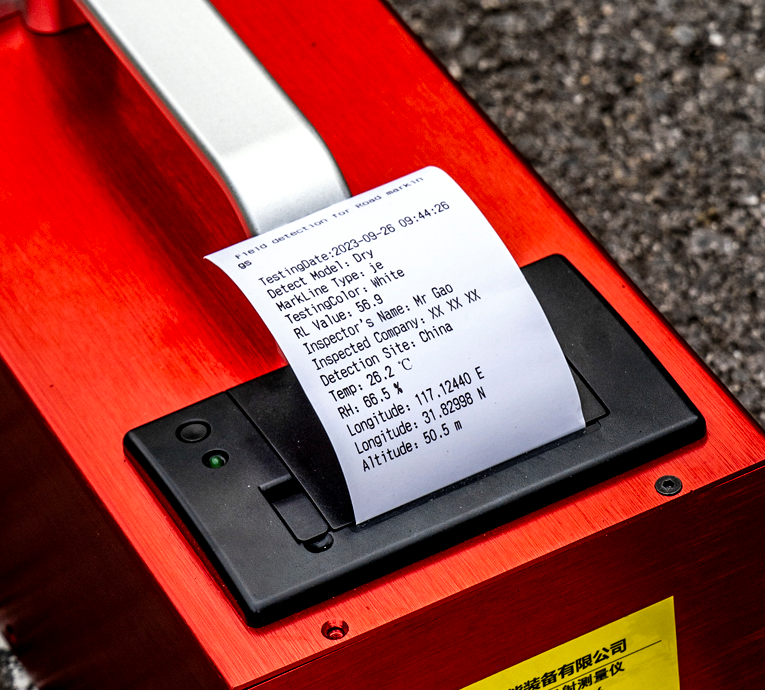 Field detection for Road markin
gs
TestingDate:2023-09-26 09:44:26
Detect Model: Dry
MarkLine Type: je
TestingColor: White
RL Value: 56.9
Inspector's Name: Mr Gao
Inspected Company: XX XX XX
Detection Site: China
Temp: 26.2 ℃
RH: 66.5 %
Longitude: 117.12440 E
Longitude: 31.82998 N
Altitude: 50.5 m
装备有限公司
射测量仪